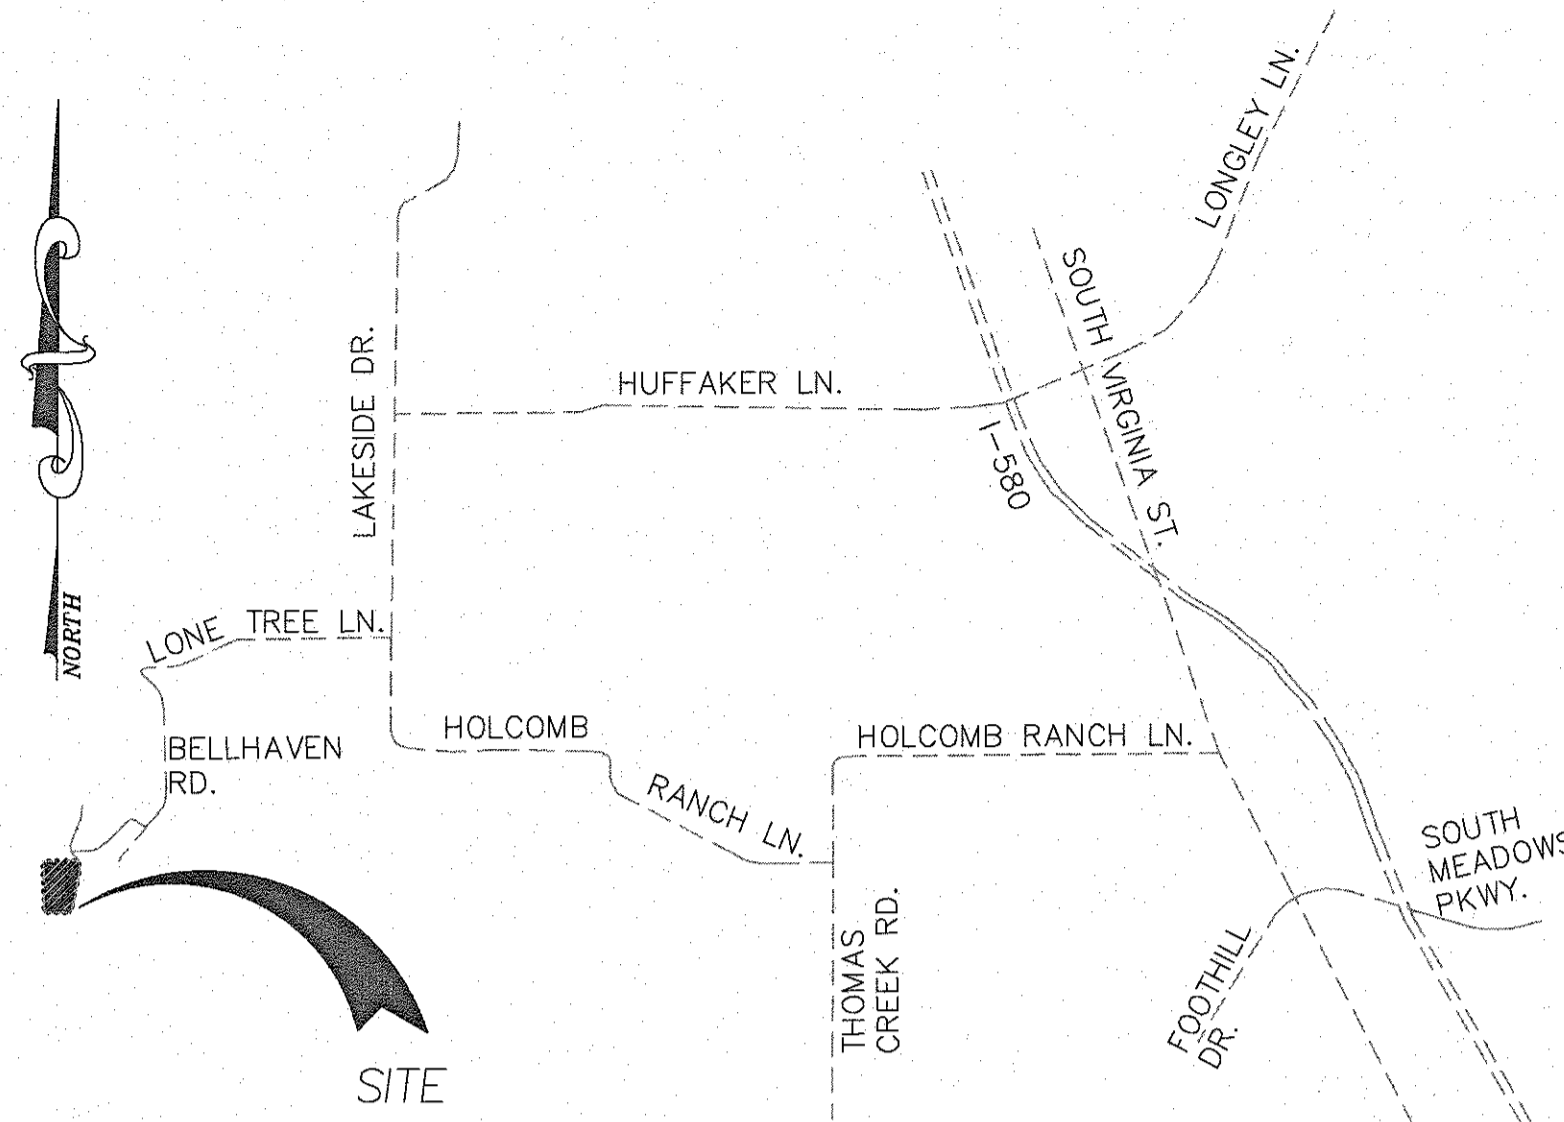 LONGLEY LN.
SOUTH VIRGINIA ST.
LAKESIDE DR.
HUFFAKER LN.
I-580
NORTH
LONE TREE LN.
HOLCOMB
RANCH LN.
HOLCOMB RANCH LN.
BELLHAVEN
RD.
SOUTH
MEADOWS
PKWY.
THOMAS
CREEK RD.
FOOTHILL
DR.
SITE